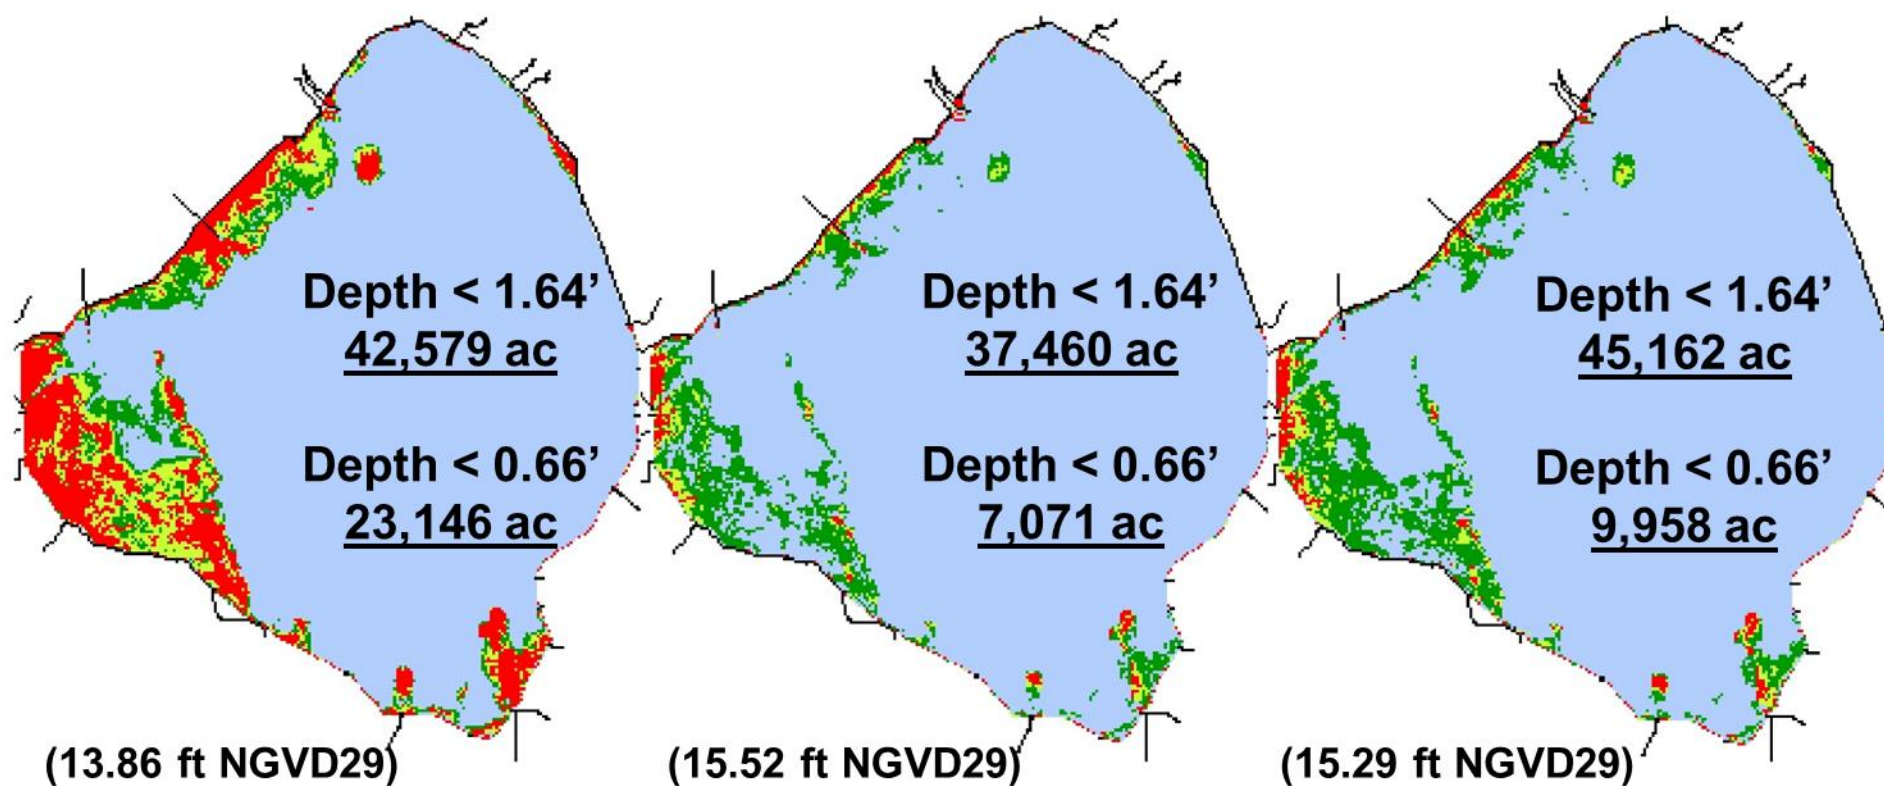 Depth < 1.64’
42,579 ac
Depth < 0.66’
23,146 ac
(13.86 ft NGVD29)
Depth < 1.64’
37,460 ac
Depth < 0.66’
7,071 ac
(15.52 ft NGVD29)
Depth < 1.64’
45,162 ac
Depth < 0.66’
9,958 ac
(15.29 ft NGVD29)